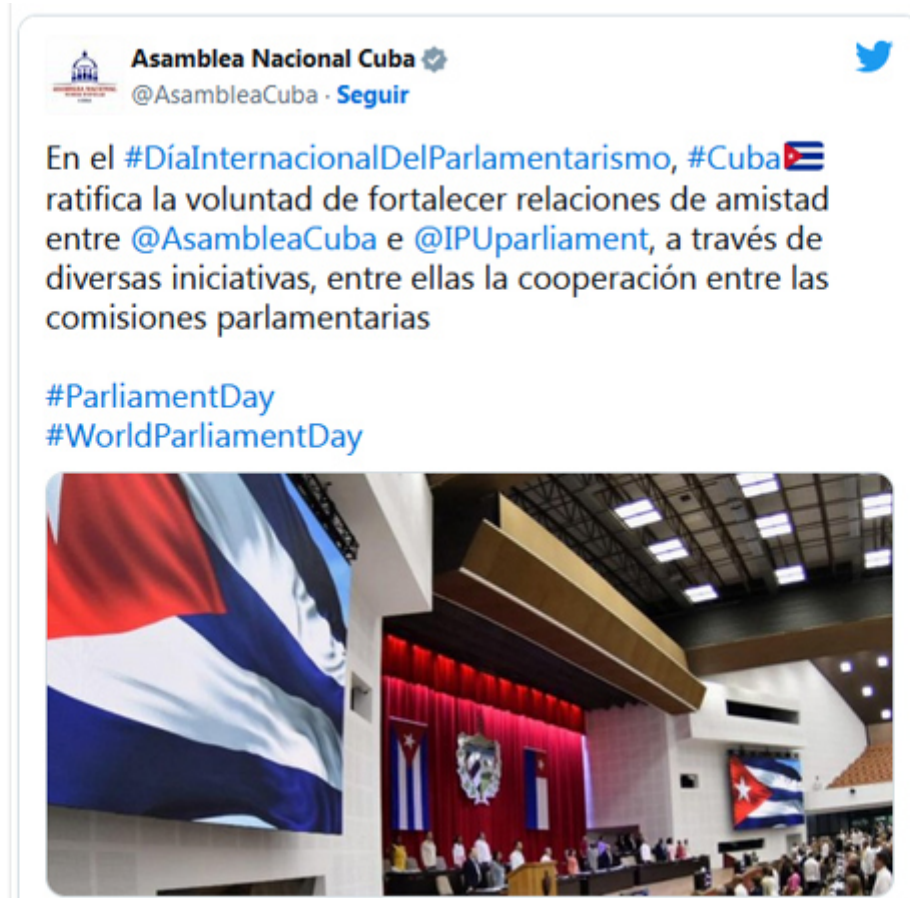 Asamblea Nacional Cuba
@AsambleaCuba · Seguir
En el #DíaInternacionalDelParlamentarismo, #Cuba🇨🇺
ratifica la voluntad de fortalecer relaciones de amistad
entre @AsambleaCuba e @IPUparliament, a través de
diversas iniciativas, entre ellas la cooperación entre las
comisiones parlamentarias
#ParliamentDay
#WorldParliamentDay